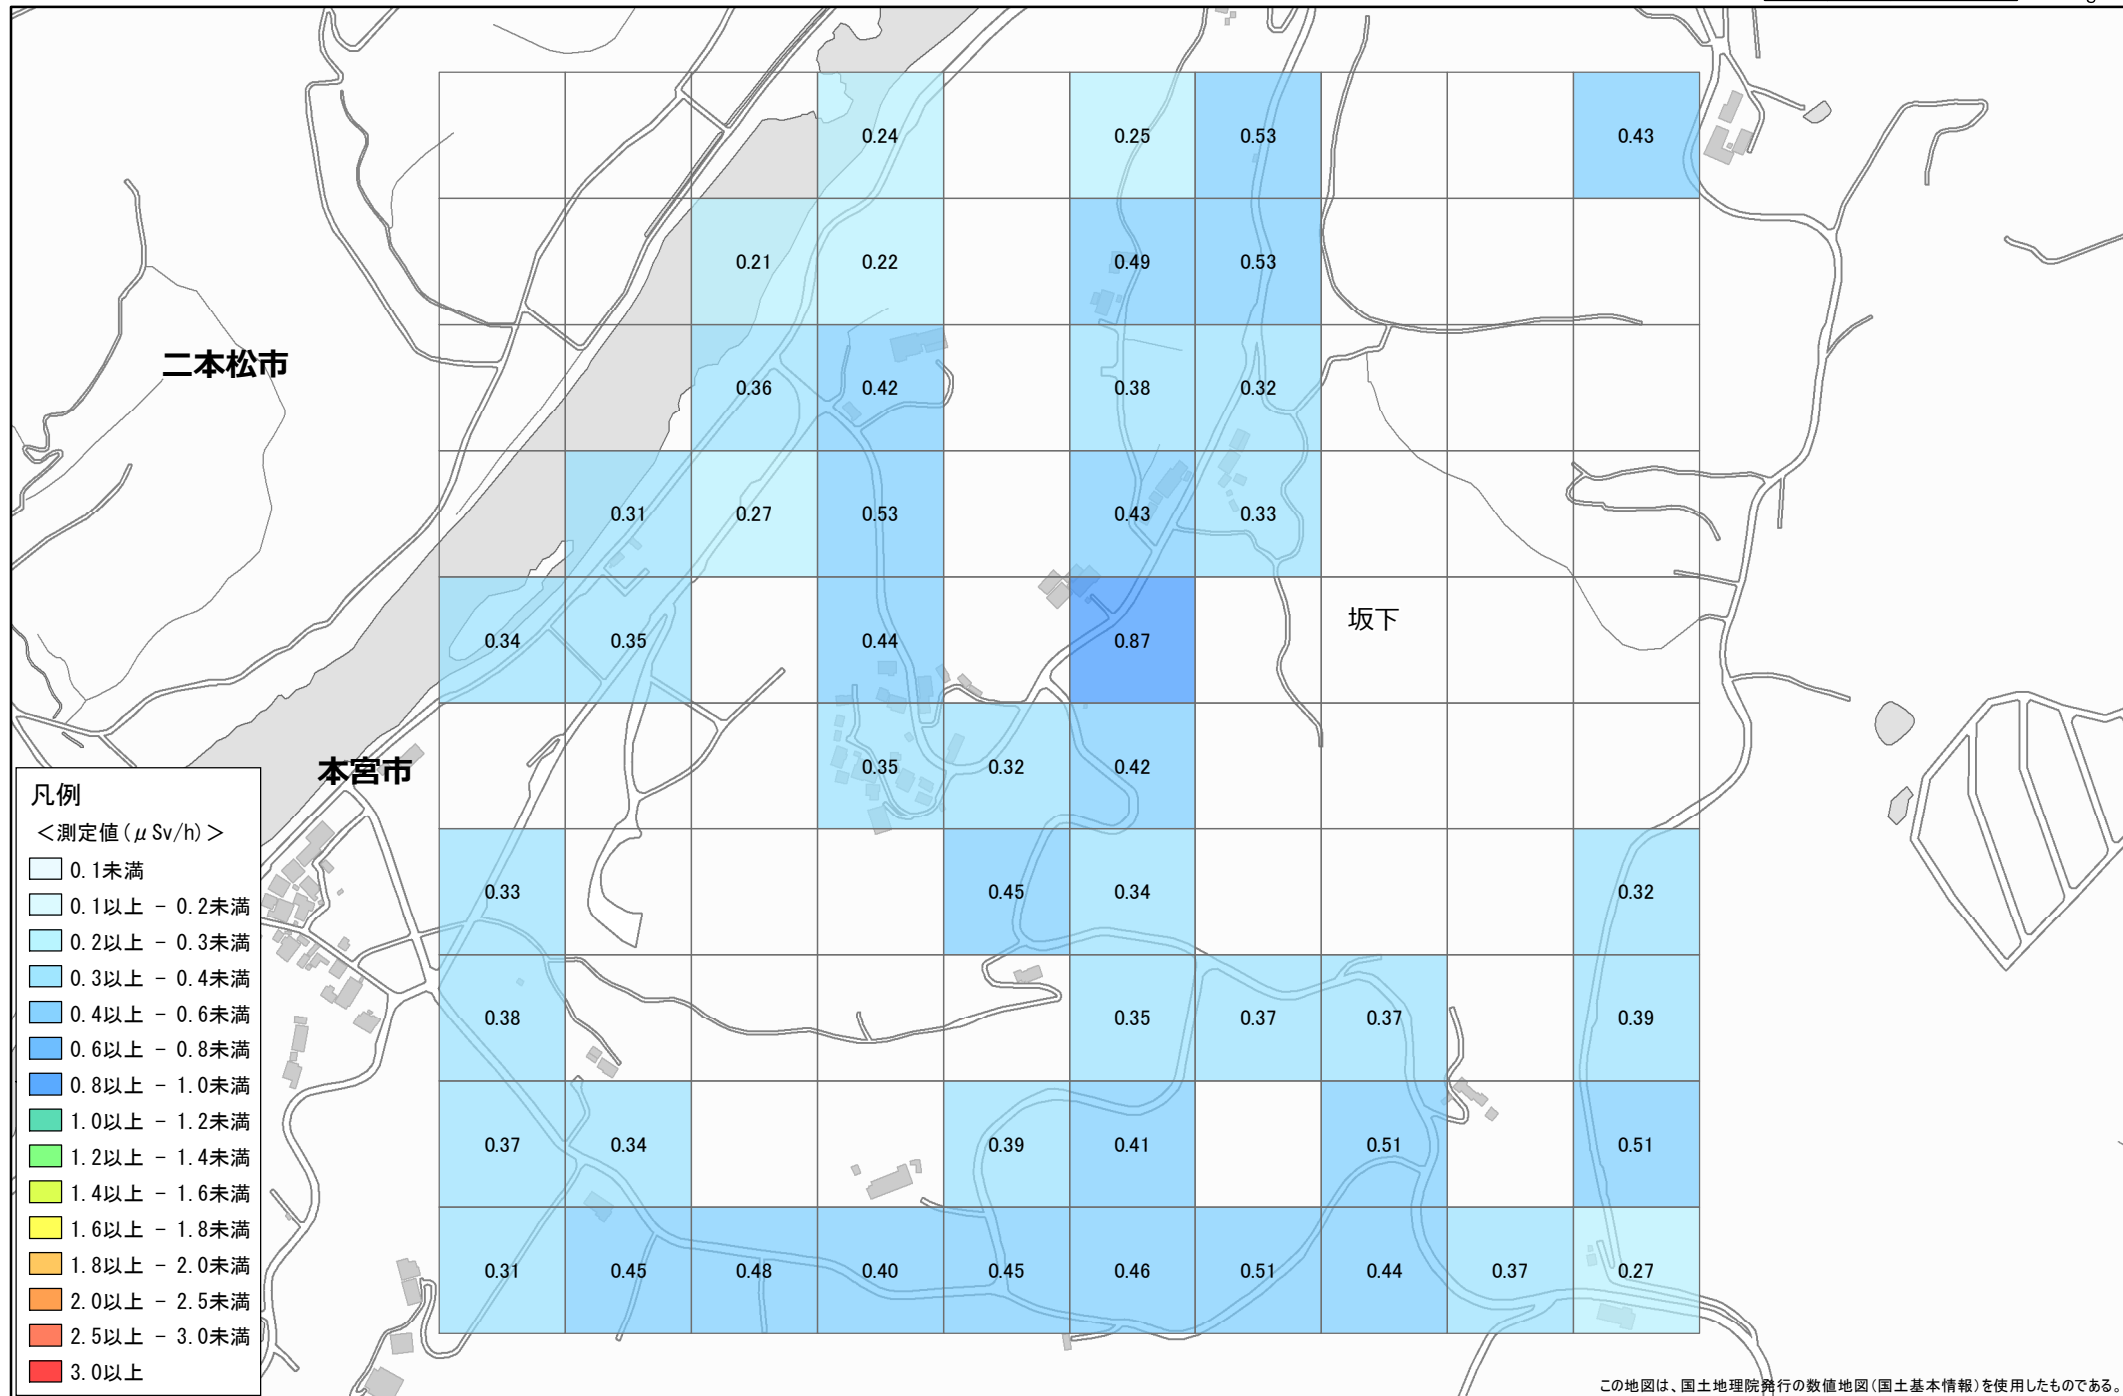 0.24 0.25 0.53 0.43
0.21 0.22 0.49 0.53
二本松市
0.36 0.42 0.38 0.32
0.31 0.27 0.53 0.43 0.33
坂下
0.34 0.35 0.44 0.87
本宮市
0.35 0.32 0.42
0.33 0.45 0.34 0.32
0.38 0.35 0.37 0.37 0.39
0.37 0.34 0.39 0.41 0.51 0.51
0.31 0.45 0.48 0.40 0.45 0.46 0.51 0.44 0.37 0.27
凡例
＜測定値(μSv/h)＞
0.1未満
0.1以上 - 0.2未満
0.2以上 - 0.3未満
0.3以上 - 0.4未満
0.4以上 - 0.6未満
0.6以上 - 0.8未満
0.8以上 - 1.0未満
1.0以上 - 1.2未満
1.2以上 - 1.4未満
1.4以上 - 1.6未満
1.6以上 - 1.8未満
1.8以上 - 2.0未満
2.0以上 - 2.5未満
2.5以上 - 3.0未満
3.0以上
この地図は、国土地理院発行の数値地図(国土基本情報)を使用したものである。